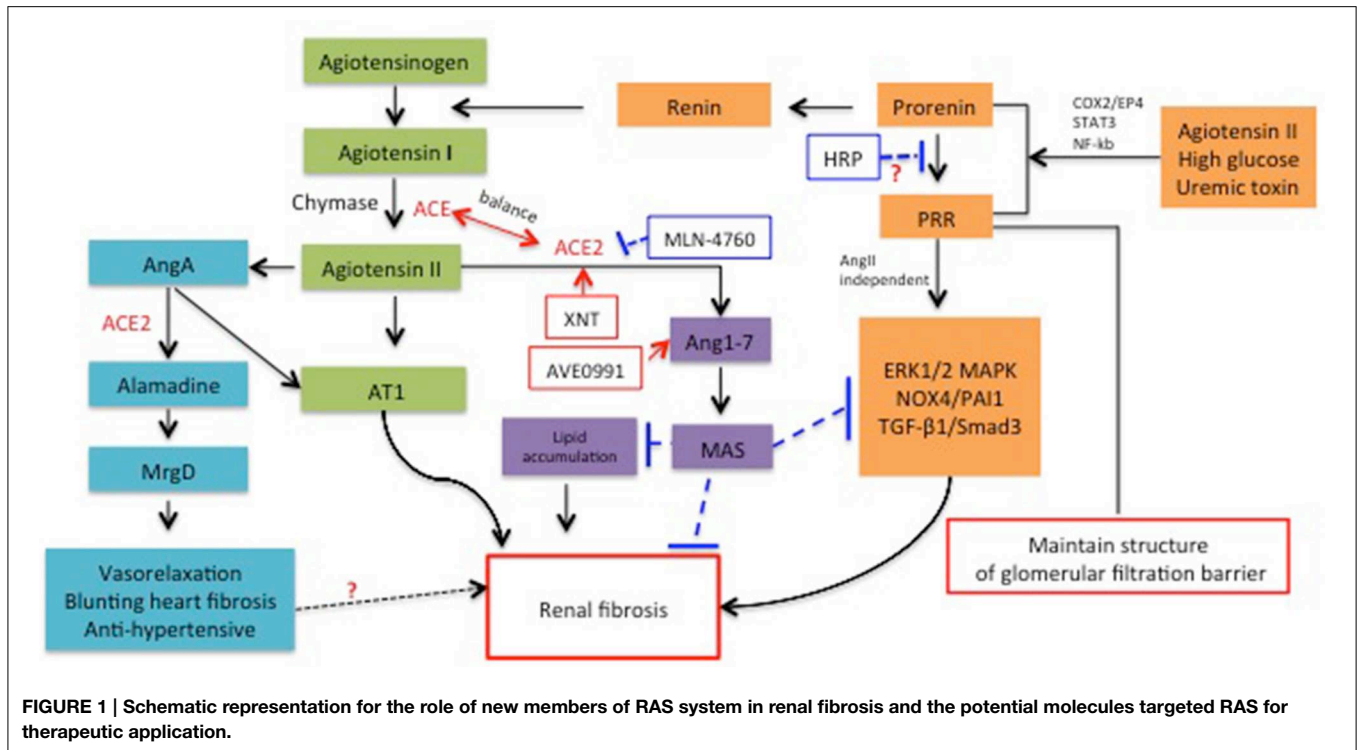 Agiotensinogen
Renin
Prorenin
COX2/EP4
STAT3
NF-kb
Agiotensin II
High glucose
Uremic toxin
Agiotensin I
HRP
?
Chymase
ACE
balance
ACE2
MLN-4760
PRR
AngA
Agiotensin II
AngII
independent
ACE2
XNT
Ang1-7
AVE0991
Alamadine
AT1
ERK1/2 MAPK
NOX4/PAI1
TGF-β1/Smad3
Lipid
accumulation
MAS
MrgD
Maintain structure
of glomerular filtration barrier
Vasorelaxation
Blunting heart fibrosis
Anti-hypertensive
?
Renal fibrosis
FIGURE 1 | Schematic representation for the role of new members of RAS system in renal fibrosis and the potential molecules targeted RAS for
therapeutic application.